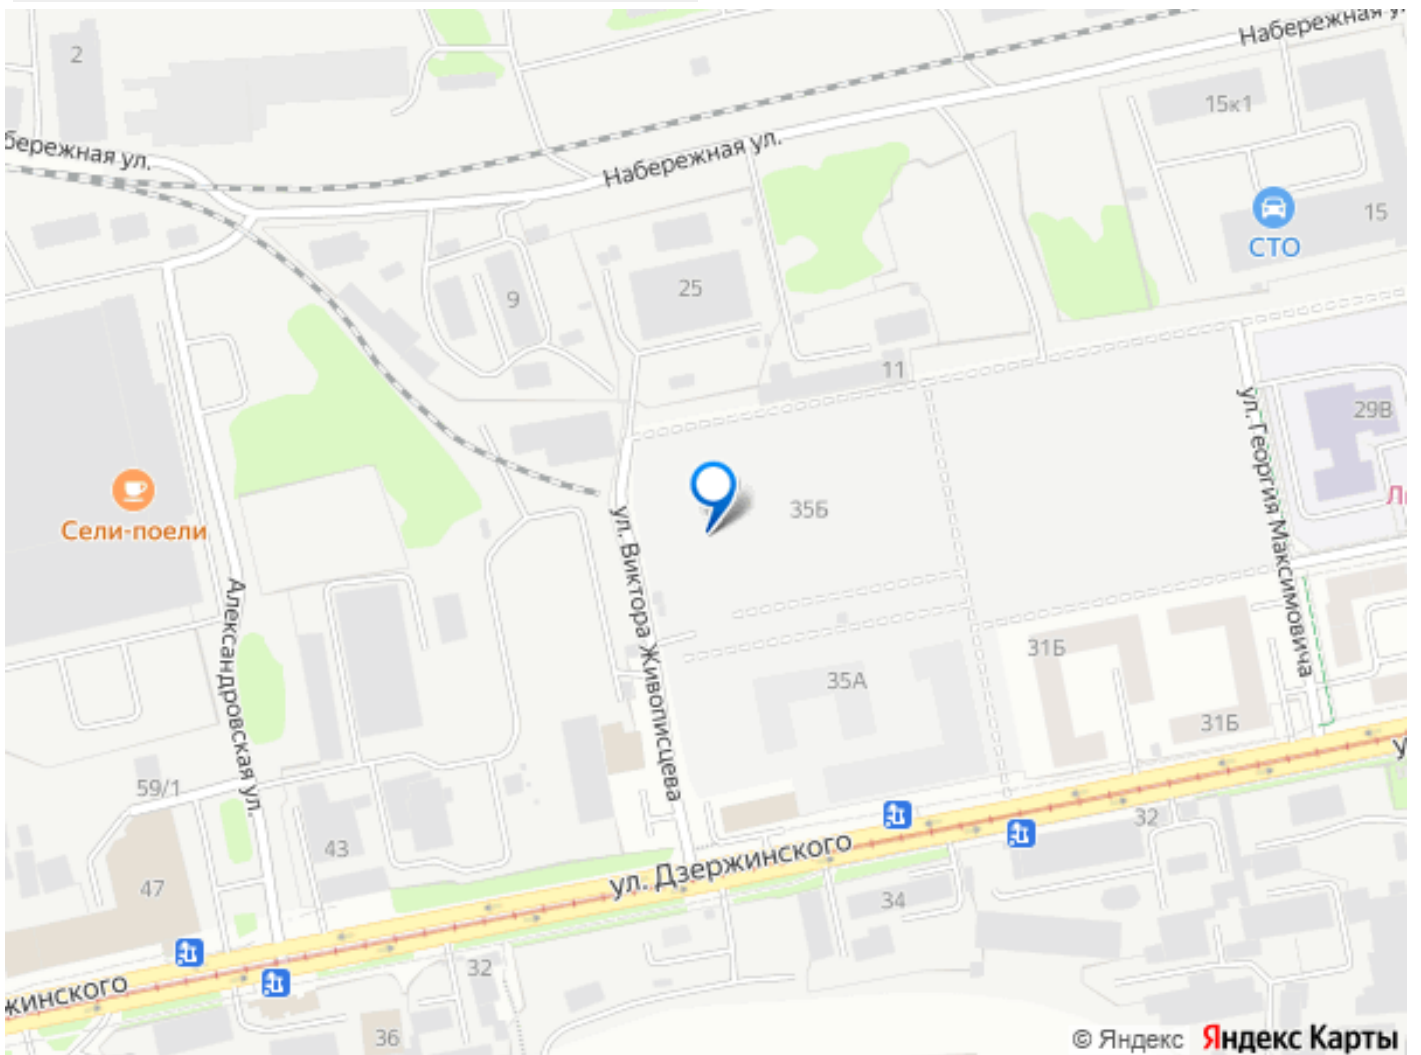 Набережная у
2
15к1
бережная ул.
Набережная ул.
15
СТО
25
9
11
ул. Георгия Максимовича
29В
35Б
Сели-поели
ул. Виктора Живописцева
Александровская ул.
31Б
35А
31Б
59/1
32
43
ул. Дзержинского
47
34
32
жинского
36
© Яндекс Яндекс Карты